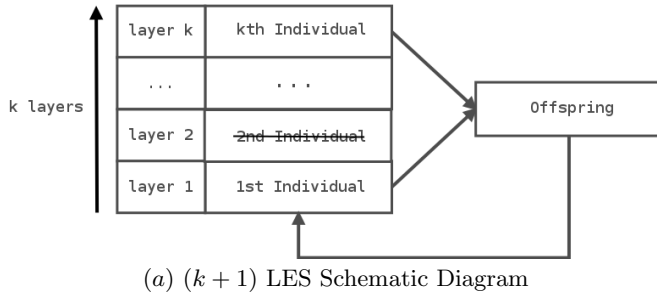 layer k kth Individual
... ...
k layers
Offspring
layer 2 2nd Individual
layer 1 1st Individual
(a) (k + 1) LES Schematic Diagram